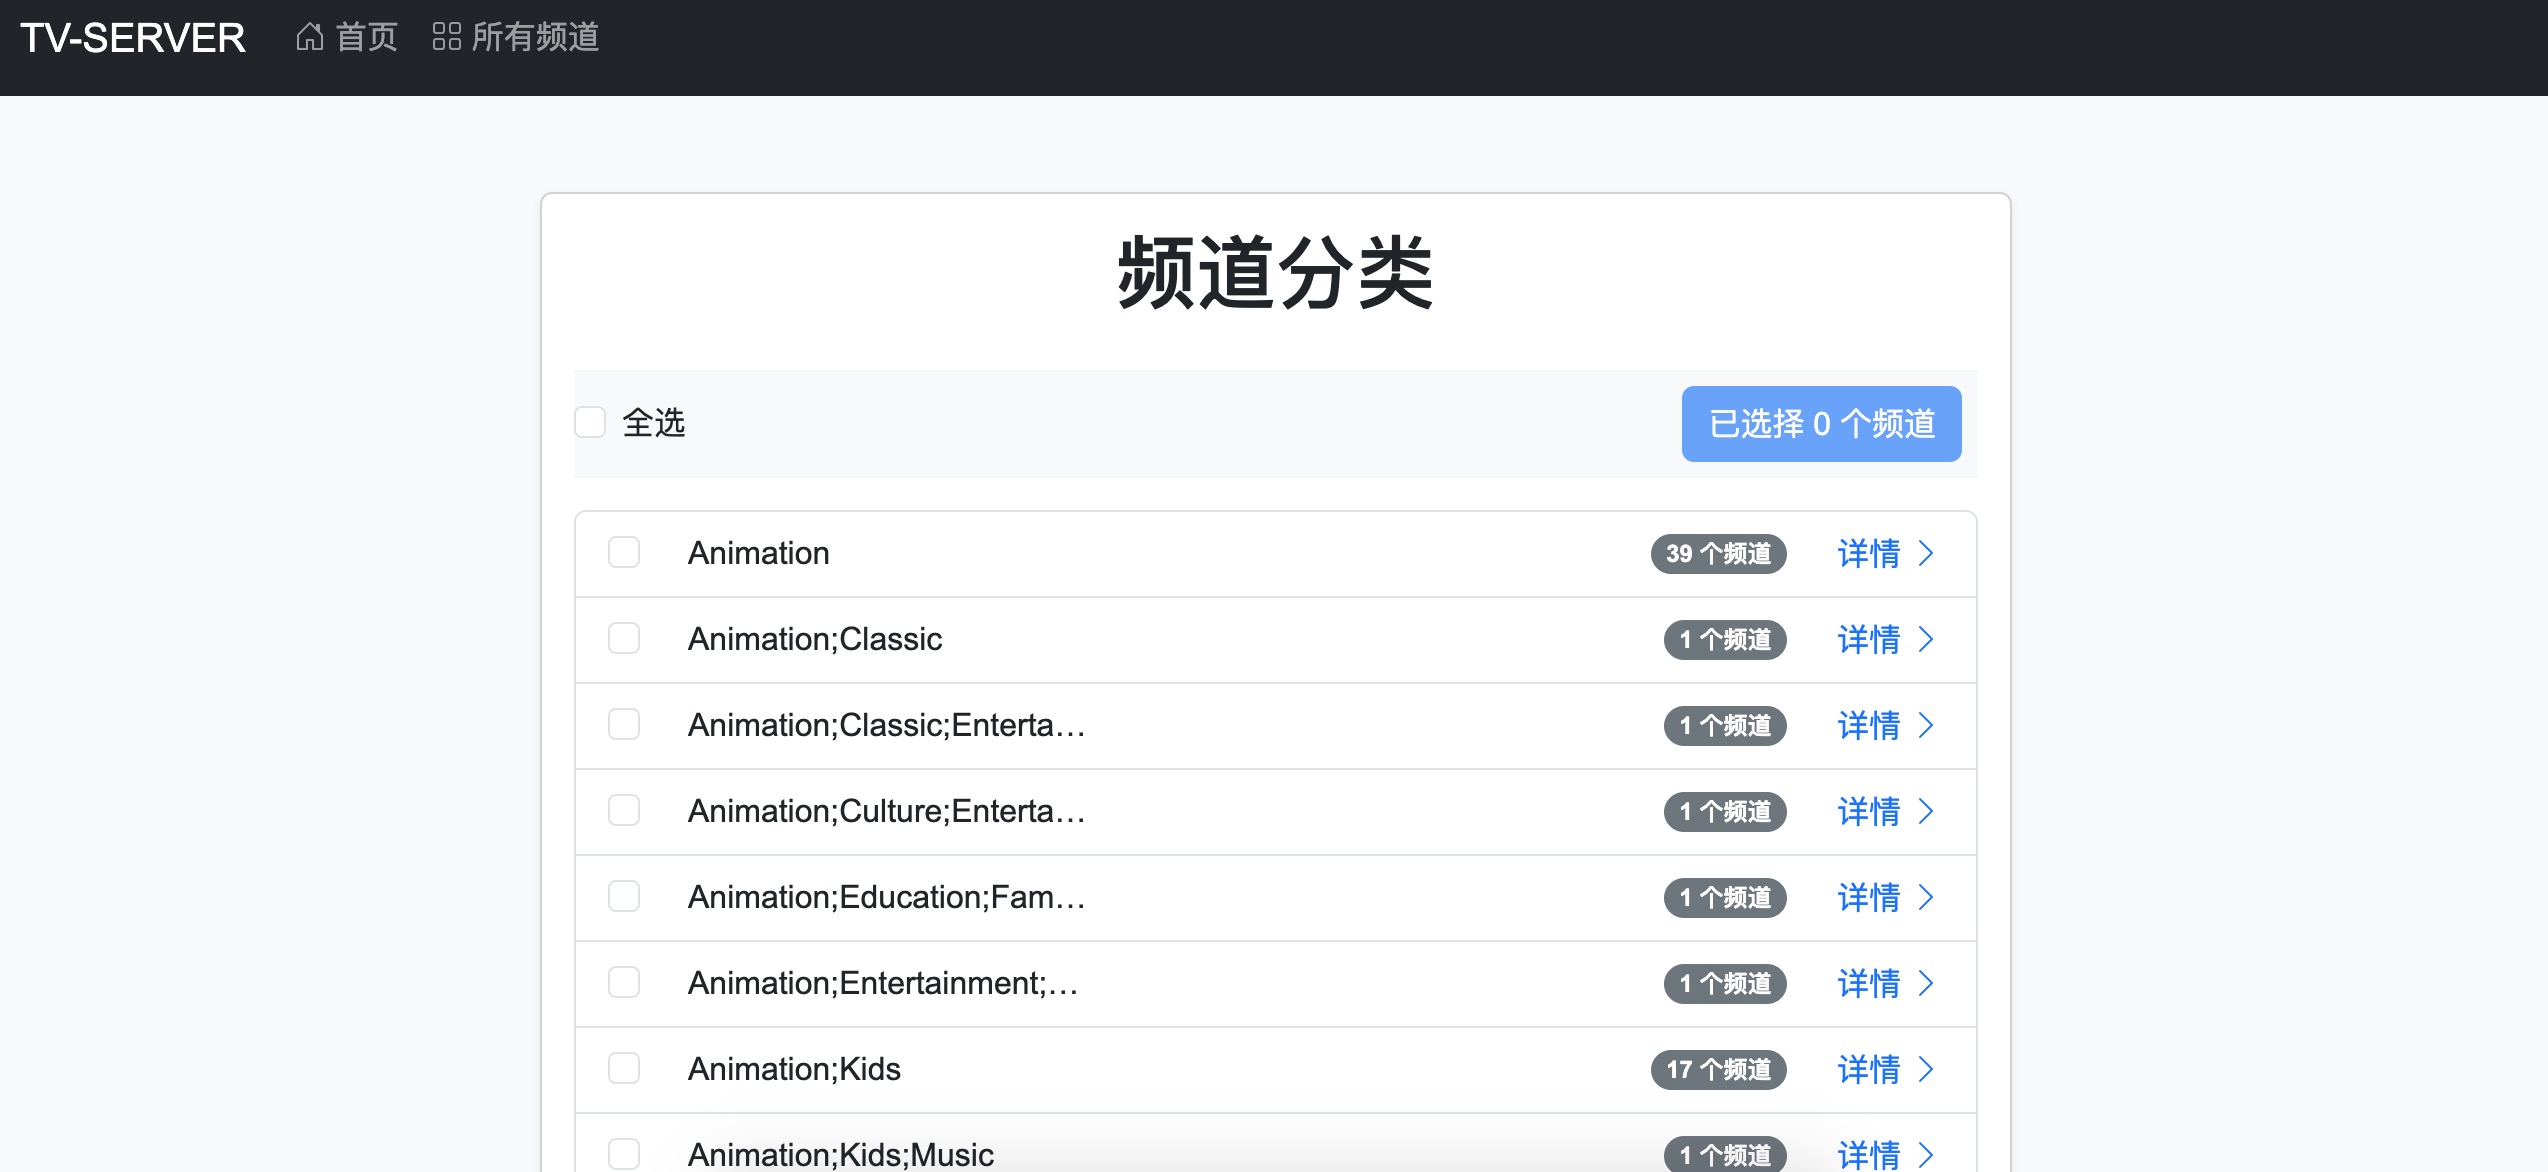 TV-SERVER 首页 所有频道
频道分类
全选 已选择 0 个频道
Animation 39 个频道 详情
Animation;Classic 1 个频道 详情
Animation;Classic;Enterta... 1 个频道 详情
Animation;Culture;Enterta... 1 个频道 详情
Animation;Education;Fam... 1 个频道 详情
Animation;Entertainment;... 1 个频道 详情
Animation;Kids 17 个频道 详情
Animation;Kids;Music 1 个频道 详情